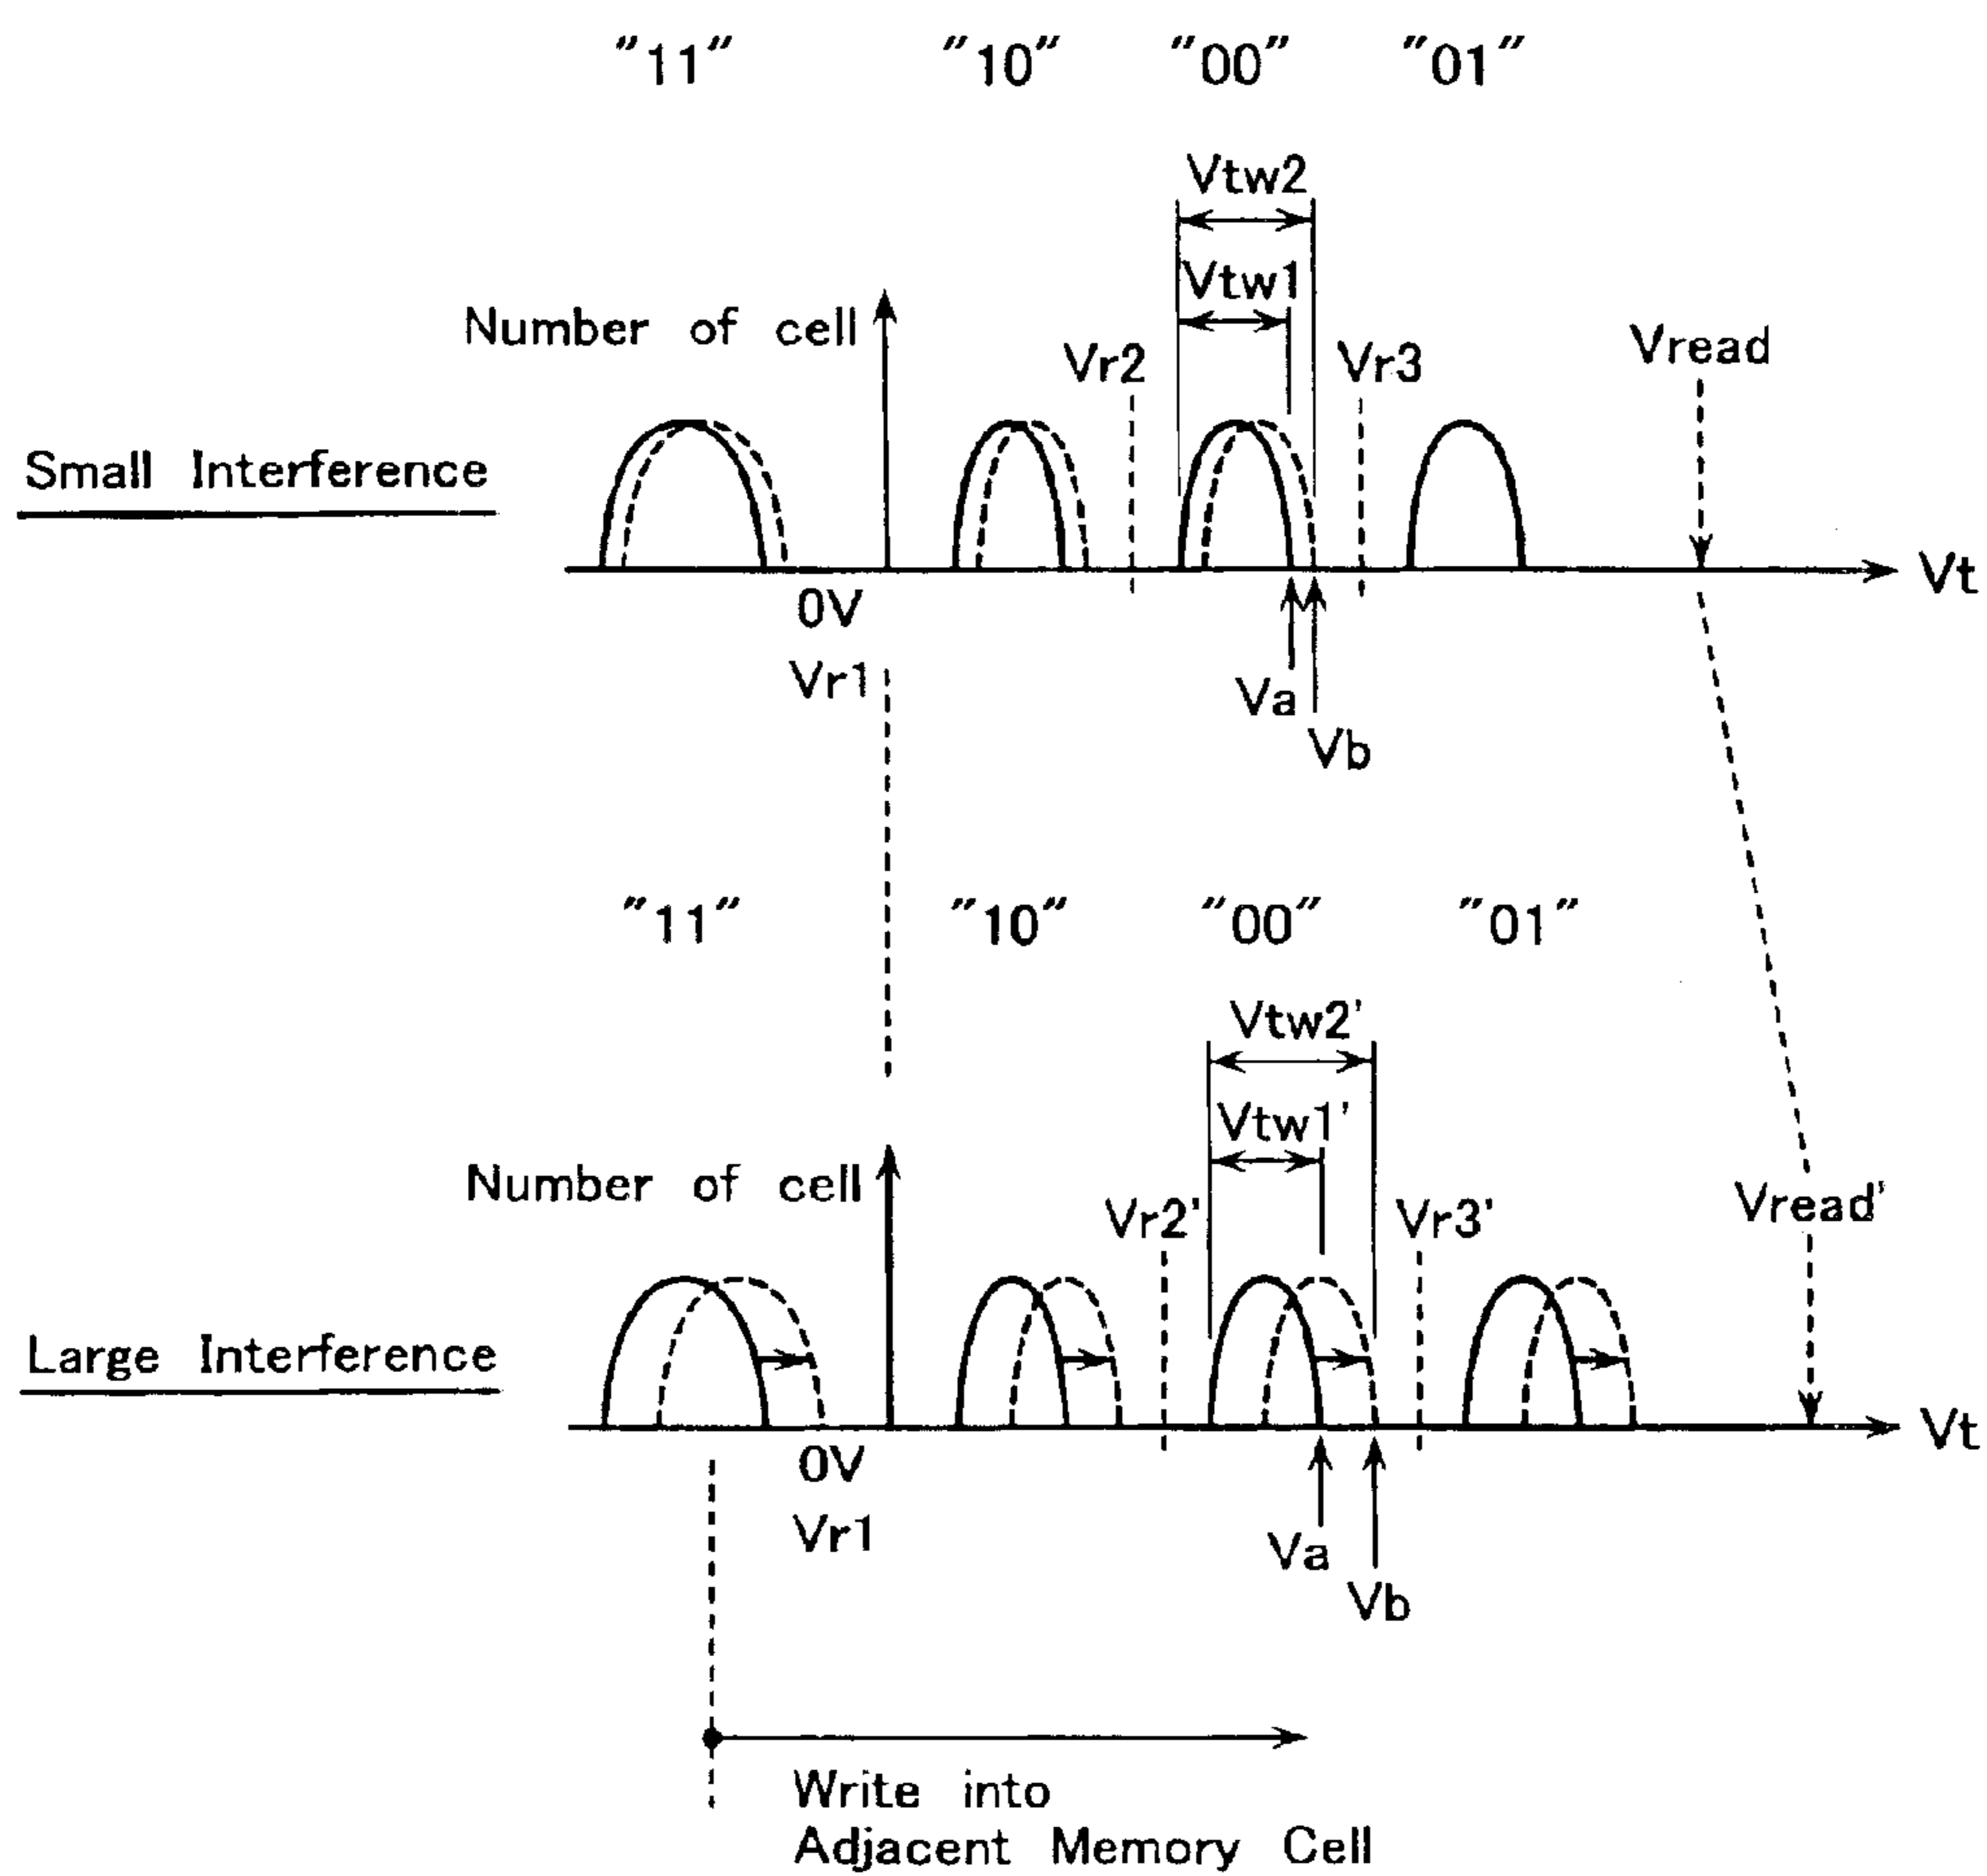 "11" "10" "00" "01"
Vtw2
Vtw1
Number of cell
Vr2 Vr3 Vread
Small Interference
Vt
0V
Vr1
Va
Vb
"11" "10" "00" "01"
Vtw2'
Vtw1'
Number of cell
Vr2' Vr3' Vread'
Large Interference
Vt
0V
Vr1
Va
Vb
Write into
Adjacent Memory Cell